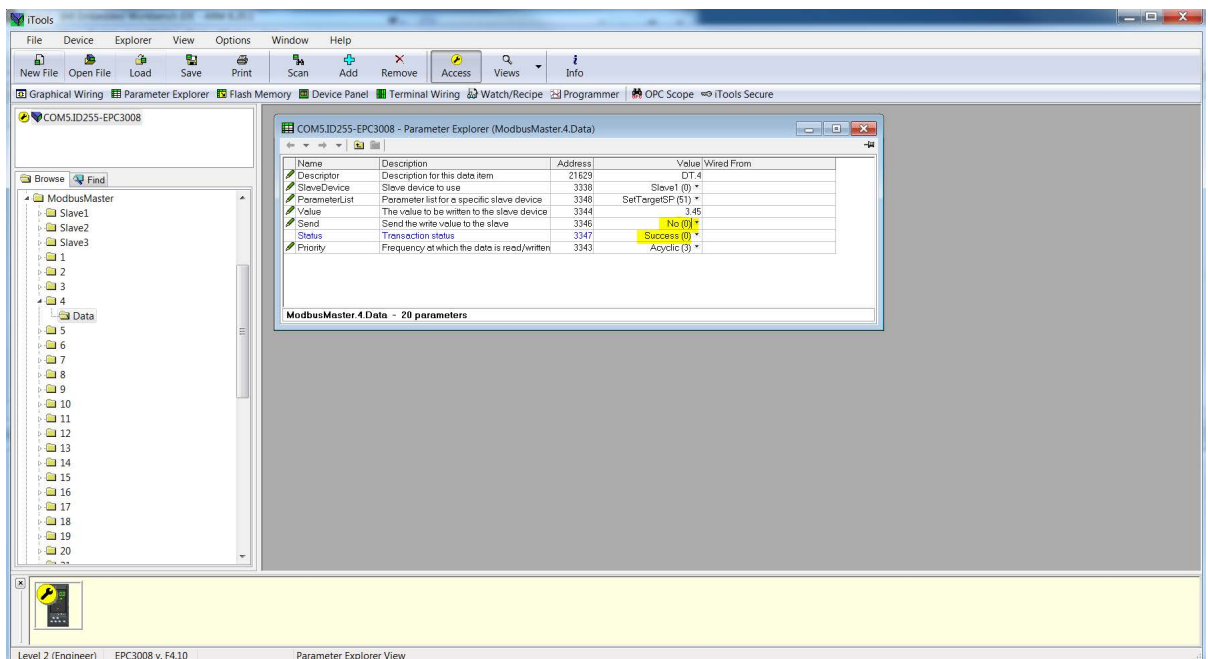 iTools
File Device Explorer View Options Window Help
New File Open File Load Save Print Scan Add Remove Access Views Info
Graphical Wiring Parameter Explorer Flash Memory Device Panel Terminal Wiring Watch/Recipe Programmer OPC Scope iTools Secure
COM5.ID255-EPC3008
Browse Find
ModbusMaster
Slave1
Slave2
Slave3
1
2
3
4
Data
5
6
7
8
9
10
11
12
13
14
15
16
17
18
19
20
COM5.ID255-EPC3008 - Parameter Explorer (ModbusMaster.4.Data)
Name Description Address Value Wired From
Descriptor Description for this data item 21629 DT.4
SlaveDevice Slave device to use 3338 Slave1 (0)
ParameterList Parameter list for a specific slave device 3348 SetTargetSP (51)
Value The value to be written to the slave device 3344 3.45
Send Send the write value to the slave 3346 No (0)
Status Transaction status 3347 Success (0)
Priority Frequency at which the data is read/written 3343 Acyclic (3)
ModbusMaster.4.Data - 20 parameters
Level 2 (Engineer) EPC3008 v. F4.10 Parameter Explorer View